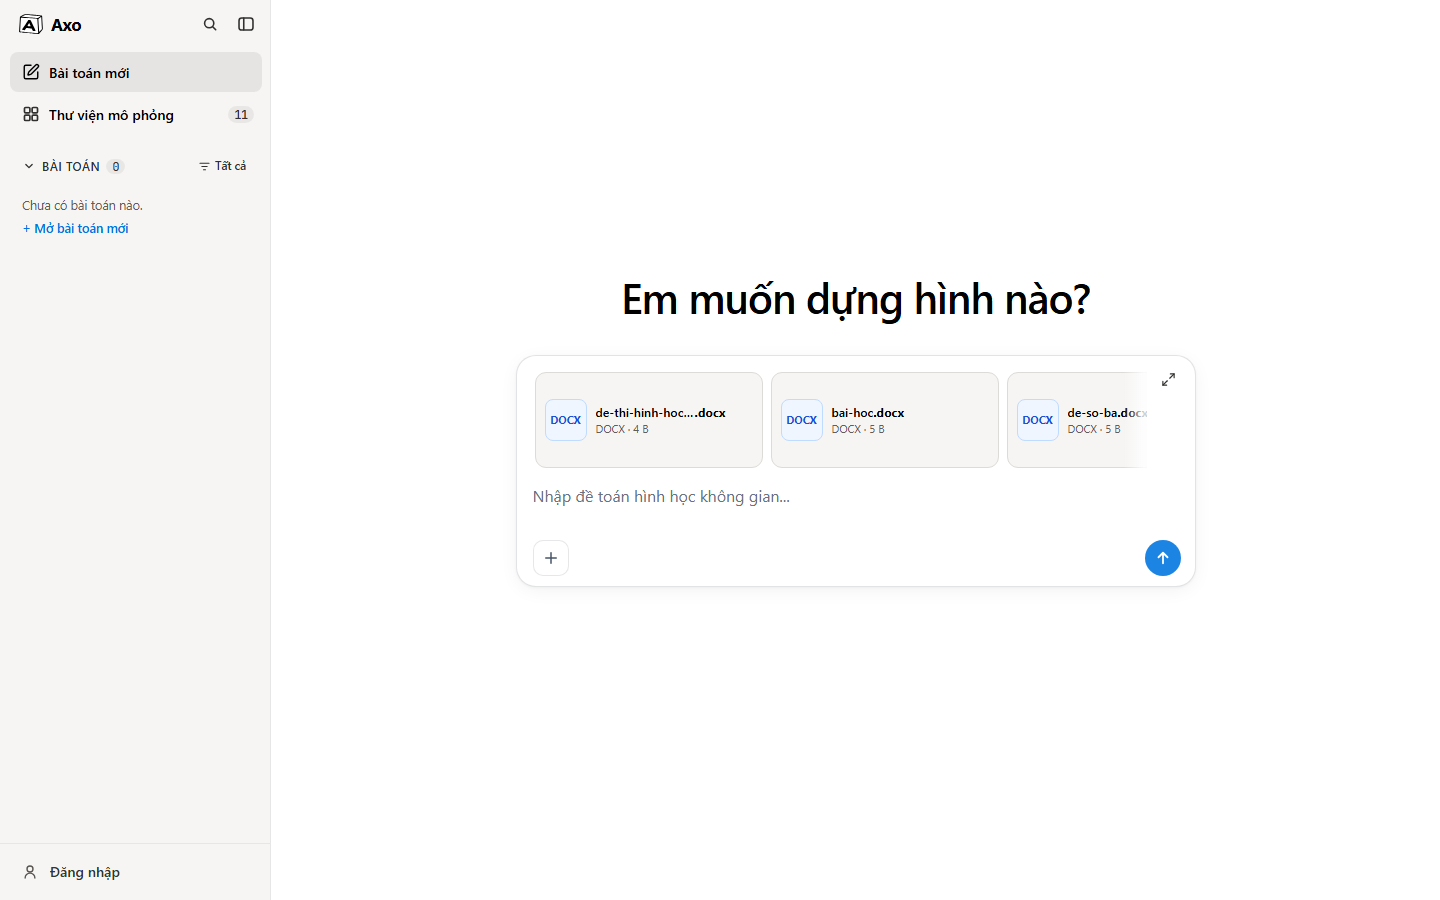 Axo
Bài toán mới
Thư viện mô phỏng 11
BÀI TOÁN 0 Tất cả
Chưa có bài toán nào.
+ Mở bài toán mới
Đăng nhập
Em muốn dựng hình nào?
DOCX de-thi-hinh-hoc....docx
DOCX · 4 B
DOCX bai-hoc.docx
DOCX · 5 B
DOCX de-so-ba.docx
DOCX · 5 B
Nhập đề toán hình học không gian...